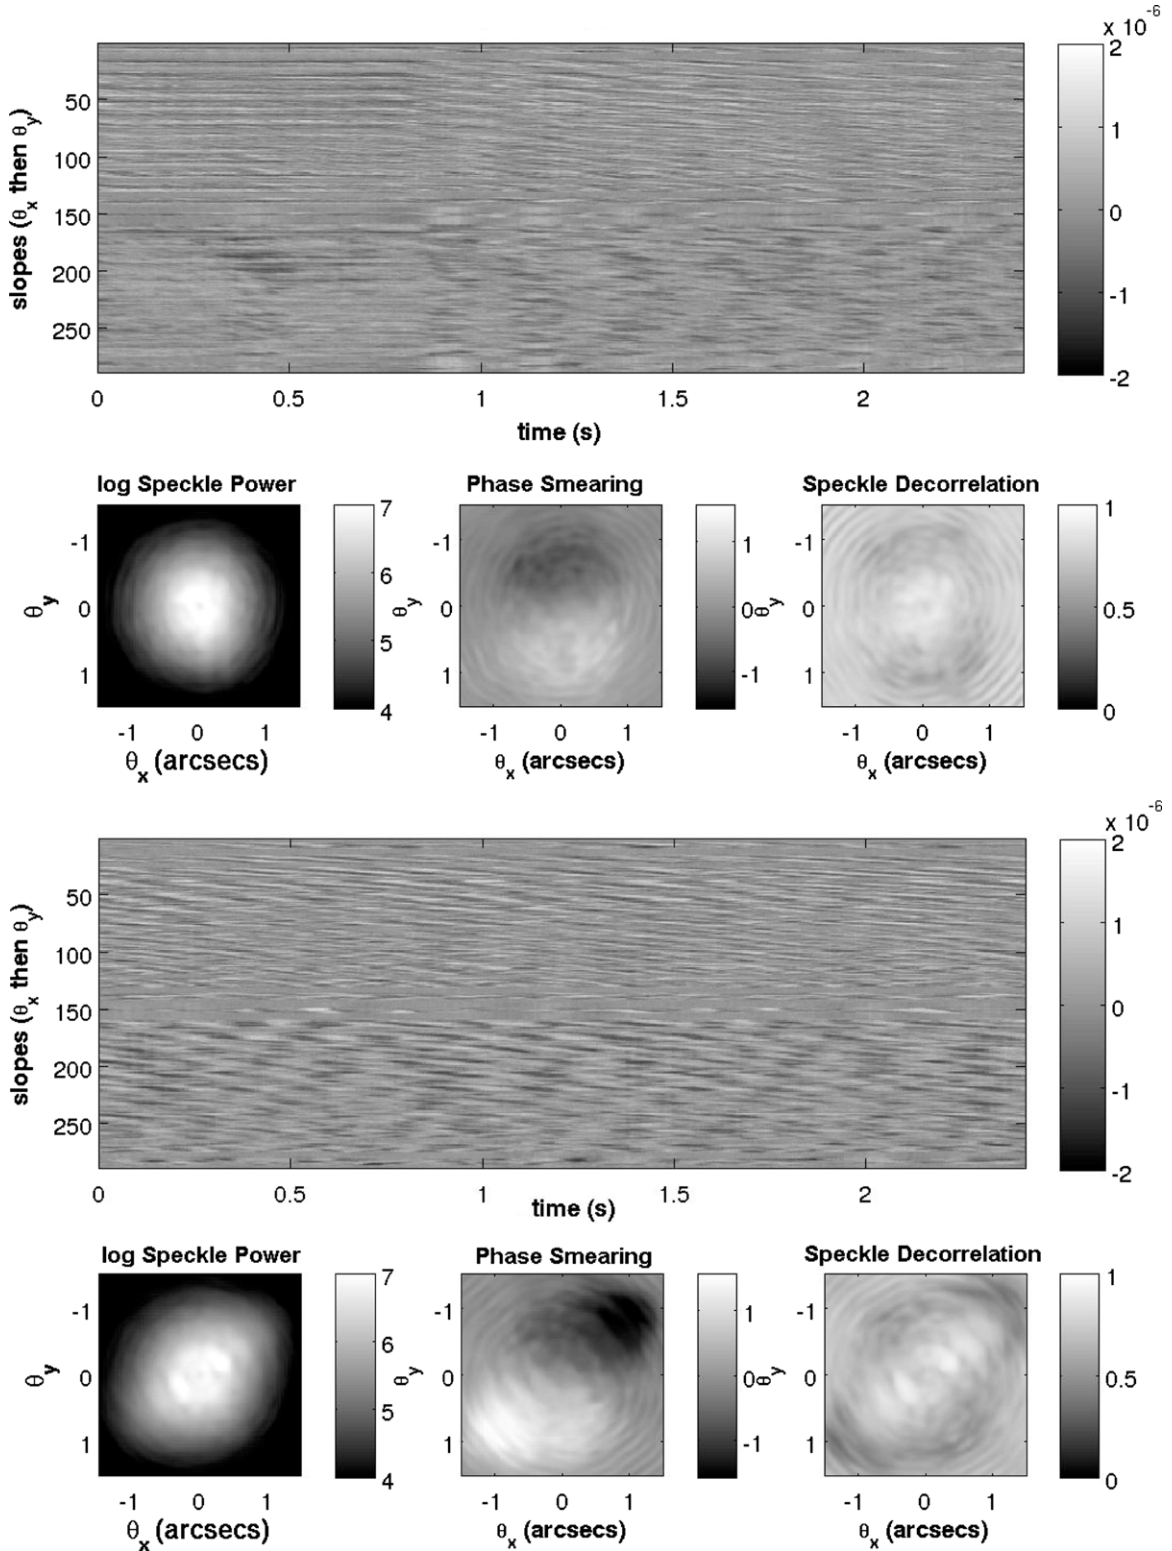 x 10^-6
2
1
0
-1
-2
slopes (θx then θy)
50
100
150
200
250
0 0.5 1 1.5 2
time (s)
log Speckle Power Phase Smearing Speckle Decorrelation
θy -1 0 1
7 6 5 4
θy -1 0 1
1 0 -1
θy -1 0 1
1 0.5 0
-1 0 1 -1 0 1 -1 0 1
θx (arcsecs) θx (arcsecs) θx (arcsecs)
x 10^-6
2
1
0
-1
-2
slopes (θx then θy)
50
100
150
200
250
0 0.5 1 1.5 2
time (s)
log Speckle Power Phase Smearing Speckle Decorrelation
θy -1 0 1
7 6 5 4
θy -1 0 1
1 0 -1
θy -1 0 1
1 0.5 0
-1 0 1 -1 0 1 -1 0 1
θx (arcsecs) θx (arcsecs) θx (arcsecs)